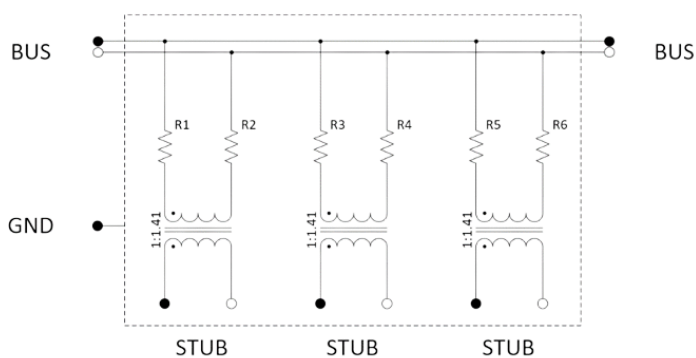 BUS BUS
R1 R2 R3 R4 R5 R6
GND
1:1.41 1:1.41 1:1.41
STUB STUB STUB